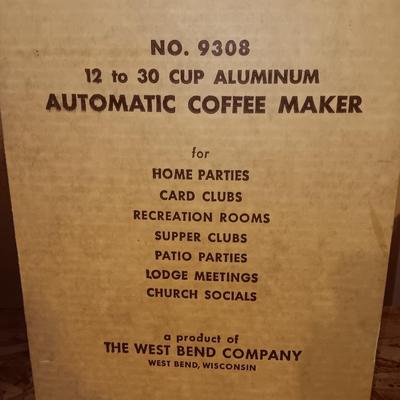 NO. 9308
12 to 30 CUP ALUMINUM
AUTOMATIC COFFEE MAKER
for
HOME PARTIES
CARD CLUBS
RECREATION ROOMS
SUPPER CLUBS
PATIO PARTIES
LODGE MEETINGS
CHURCH SOCIALS
a product of
THE WEST BEND COMPANY
WEST BEND, WISCONSIN